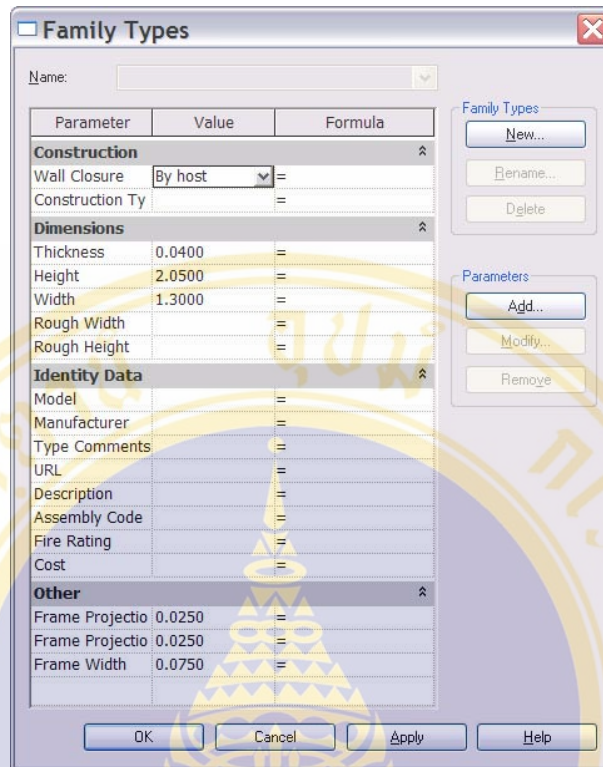 Family Types
Name:
Parameter Value Formula
Construction
Wall Closure By host =
Construction Ty =
Dimensions
Thickness 0.0400 =
Height 2.0500 =
Width 1.3000 =
Rough Width =
Rough Height =
Identity Data
Model =
Manufacturer =
Type Comments =
URL =
Description =
Assembly Code =
Fire Rating =
Cost =
Other
Frame Projectio 0.0250 =
Frame Projectio 0.0250 =
Frame Width 0.0750 =
Family Types
New...
Rename...
Delete
Parameters
Add...
Modify...
Remove
OK Cancel Apply Help